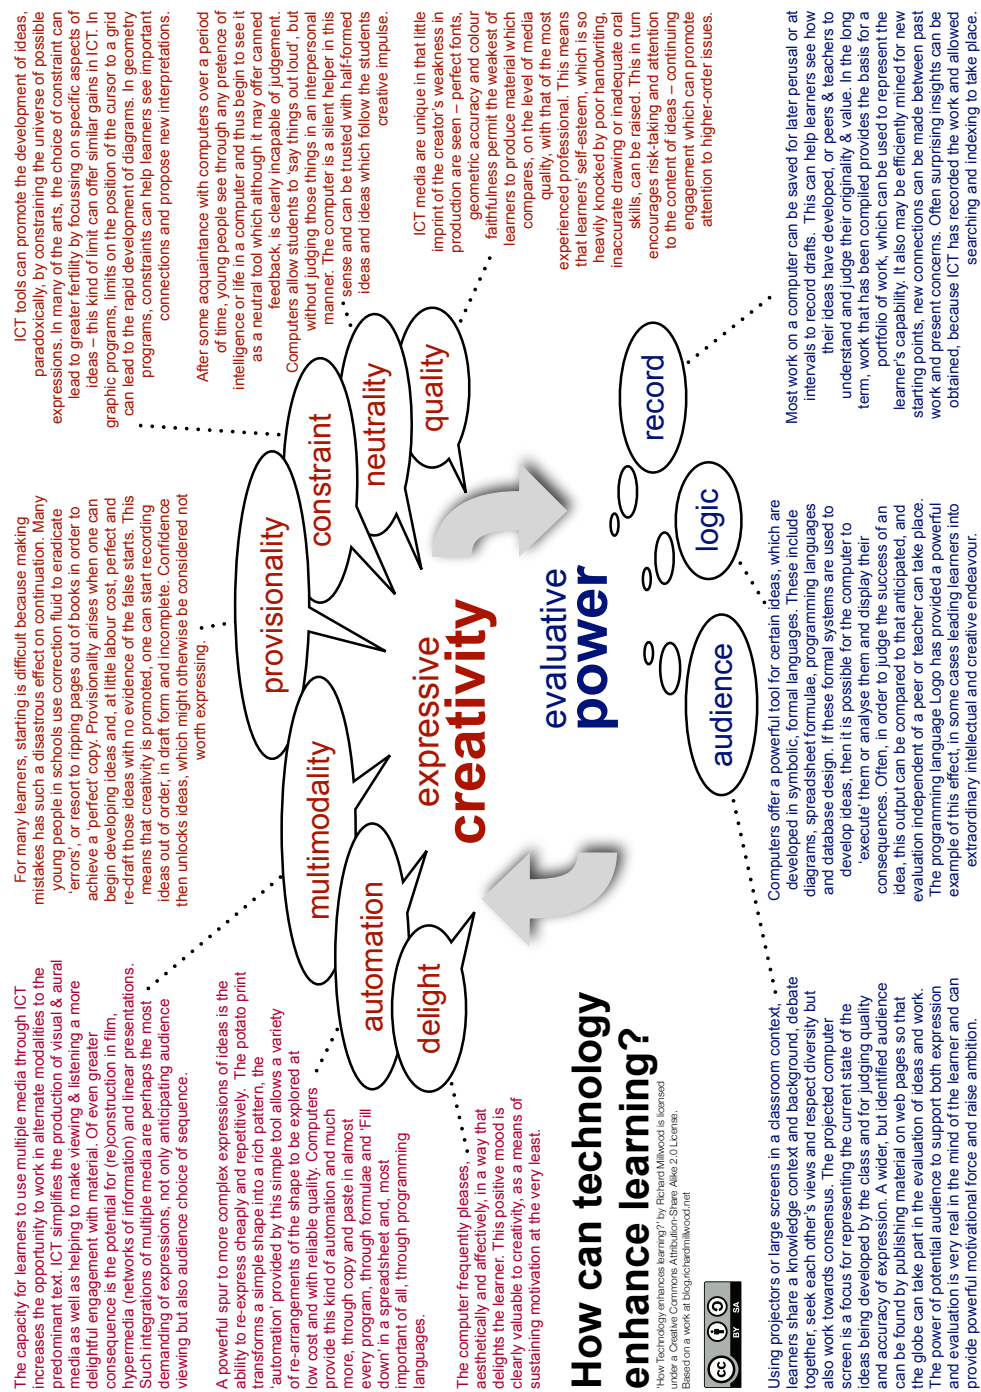 The capacity for learners to use multiple media through ICT
increases the opportunity to work in alternate modalities to the
predominant text. ICT simplifies the production of visual & aural
media as well as helping to make viewing & listening a more
delightful engagement with material. Of even greater
consequence is the potential for (re)construction in film,
hypermedia (networks of information) and linear presentations.
Such integrations of multiple media are perhaps the most
demanding of expressions, not only anticipating audience
viewing but also audience choice of sequence.
For many learners, starting is difficult because making
mistakes has such a disastrous effect on continuation. Many
young people in schools use correction fluid to eradicate
'errors', or resort to ripping pages out of books in order to
achieve a 'perfect' copy. Provisionality arises when one can
begin developing ideas and, at little labour cost, perfect and
re-draft those ideas with no evidence of the false starts. This
means that creativity is promoted, one can start recording
ideas out of order, in draft form and incomplete. Confidence
then unlocks ideas, which might otherwise be considered not
worth expressing.
ICT tools can promote the development of ideas,
paradoxically, by constraining the universe of possible
expressions. In many of the arts, the choice of constraint can
lead to greater fertility by focussing on specific aspects of
ideas – this kind of limit can offer similar gains in ICT. In
graphic programs, limits on the position of the cursor to a grid
can lead to the rapid development of diagrams. In geometry
programs, constraints can help learners see important
connections and propose new interpretations.
After some acquaintance with computers over a period
of time, young people see through any pretence of
intelligence or life in a computer and thus begin to see it
as a neutral tool which although it may offer canned
feedback, is clearly incapable of judgement.
Computers allow students to 'say things out loud', but
without judging those things in an interpersonal
manner. The computer is a silent helper in this
sense and can be trusted with half-formed
ideas and ideas which follow the students
creative impulse.
ICT media are unique in that little
imprint of the creator's weakness in
production are seen – perfect fonts,
geometric accuracy and colour
faithfullness permit the weakest of
learners to produce material which
compares, on the level of media
quality, with that of the most
experienced professional. This means
that learners' self-esteem, which is so
heavily knocked by poor handwriting,
inaccurate drawing or inadequate oral
skills, can be raised. This in turn
encourages risk-taking and attention
to the content of ideas – continuing
engagement which can promote
attention to higher-order issues.
A powerful spur to more complex expressions of ideas is the
ability to re-express cheaply and repetitively. The potato print
transforms a simple shape into a rich pattern, the
'automation' provided by this simple tool allows a variety
of re-arrangements of the shape to be explored at
low cost and with reliable quality. Computers
provide this kind of automation and much
more, through copy and paste in almost
every program, through formulae and 'Fill
down' in a spreadsheet and, most
important of all, through programming
languages.
The computer frequently pleases,
aesthetically and affectively, in a way that
delights the learner. This positive mood is
clearly valuable to creativity, as a means of
sustaining motivation at the very least.
delight
automation
multimodality
provisionality
constraint
neutrality
quality
expressive
creativity
evaluative
power
audience
logic
record
How can technology
enhance learning?
'How Technology enhances learning?' by Richard Millwood is licensed
under a Creative Commons Attribution-Share Alike 2.0 License.
Based on a work at blog.richardmillwood.net
cc
BY SA
Using projectors or large screens in a classroom context,
learners share a knowledge context and background, debate
together, seek each other's views and respect diversity but
also work towards consensus. The projected computer
screen is a focus for representing the current state of the
ideas being developed by the class and for judging quality
and accuracy of expression. A wider, but identified audience
can be found by publishing material on web pages so that
the globe can take part in the evaluation of ideas and work.
The power of potential audience to support both expression
and evaluation is very real in the mind of the learner and can
provide powerful motivational force and raise ambition.
Computers offer a powerful tool for certain ideas, which are
developed in symbolic, formal languages. These include
diagrams, spreadsheet formulae, programming languages
and database design. If these formal systems are used to
develop ideas, then it is possible for the computer to
'execute' them or analyse them and display their
consequences. Often, in order to judge the success of an
idea, this output can be compared to that anticipated, and
evaluation independent of a peer or teacher can take place.
The programming language Logo has provided a powerful
example of this effect, in some cases leading learners into
extraordinary intellectual and creative endeavour.
Most work on a computer can be saved for later perusal or at
intervals to record drafts. This can help learners see how
their ideas have developed, or peers & teachers to
understand and judge their originality & value. In the long
term, work that has been compiled provides the basis for a
portfolio of work, which can be used to represent the
learner's capability. It also may be efficiently mined for new
starting points, new connections can be made between past
work and present concerns. Often surprising insights can be
obtained, because ICT has recorded the work and allowed
searching and indexing to take place.